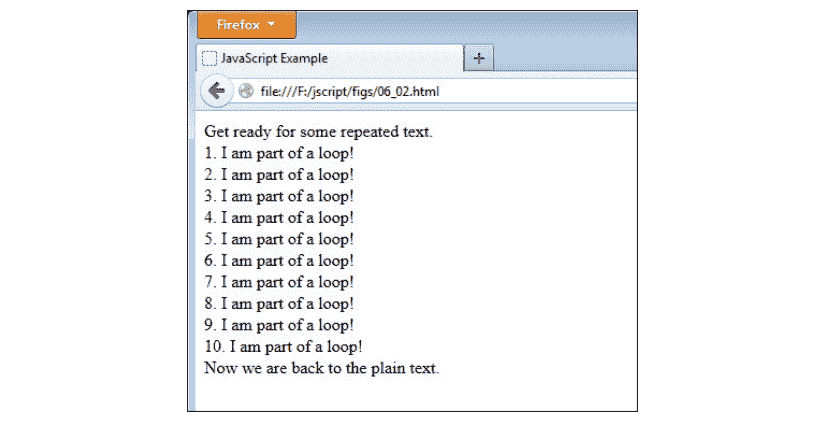 Firefox
JavaScript Example
file:///F:/jscript/figs/06_02.html
Get ready for some repeated text.
1. I am part of a loop!
2. I am part of a loop!
3. I am part of a loop!
4. I am part of a loop!
5. I am part of a loop!
6. I am part of a loop!
7. I am part of a loop!
8. I am part of a loop!
9. I am part of a loop!
10. I am part of a loop!
Now we are back to the plain text.